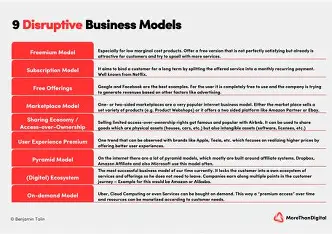 9 Disruptive Business Models
Freemium Model
Especially for low marginal cost products. Offer a free version that is not perfectly satisfying but already is
attractive for customers and try to upsell with more services.
Subscription Model
It aims to bind a customer for a long term by splitting the offered service into a monthly recurring payment.
Well known from Netflix.
Free Offerings
Google and Facebook are the best examples. For the user it is completely free to use and the company is trying
to generate revenues based on other factors like advertising.
Marketplace Model
One- or two-sided marketplaces are a very popular internet business model. Either the market place sells a
set variety of products (e.g. Product Webshops) or it offers a two sided platform like Amazon Partner or Ebay.
Sharing Economy /
Access-over-Ownership
Selling limited access-over-ownership rights got famous and popular with Airbnb. It can be used to share
goods which are physical assets (houses, cars, etc.) but also intangible assets (software, licenses, etc.)
User Experience Premium
One trend that can be observed with brands like Apple, Tesla, etc. which focuses on realizing higher prices by
offering better user experiences.
Pyramid Model
On the internet there are a lot of pyramid models, which mostly are built around affiliate systems. Dropbox,
Amazon Affiliate and also Microsoft use this model often.
(Digital) Ecosystem
The most successful business model of our time currently. It locks the customer into a own ecosystem of
services and offerings so he does not need to leave. Companies earn along multiple points in the customer
journey – Example for this would be Amazon or Alibaba.
On-demand Model
Uber, Cloud Computing or even Services can be bought on demand. This way a "premium access" over time
and resources can be monetized according to customer needs.
© Benjamin Talin
MoreThanDigital